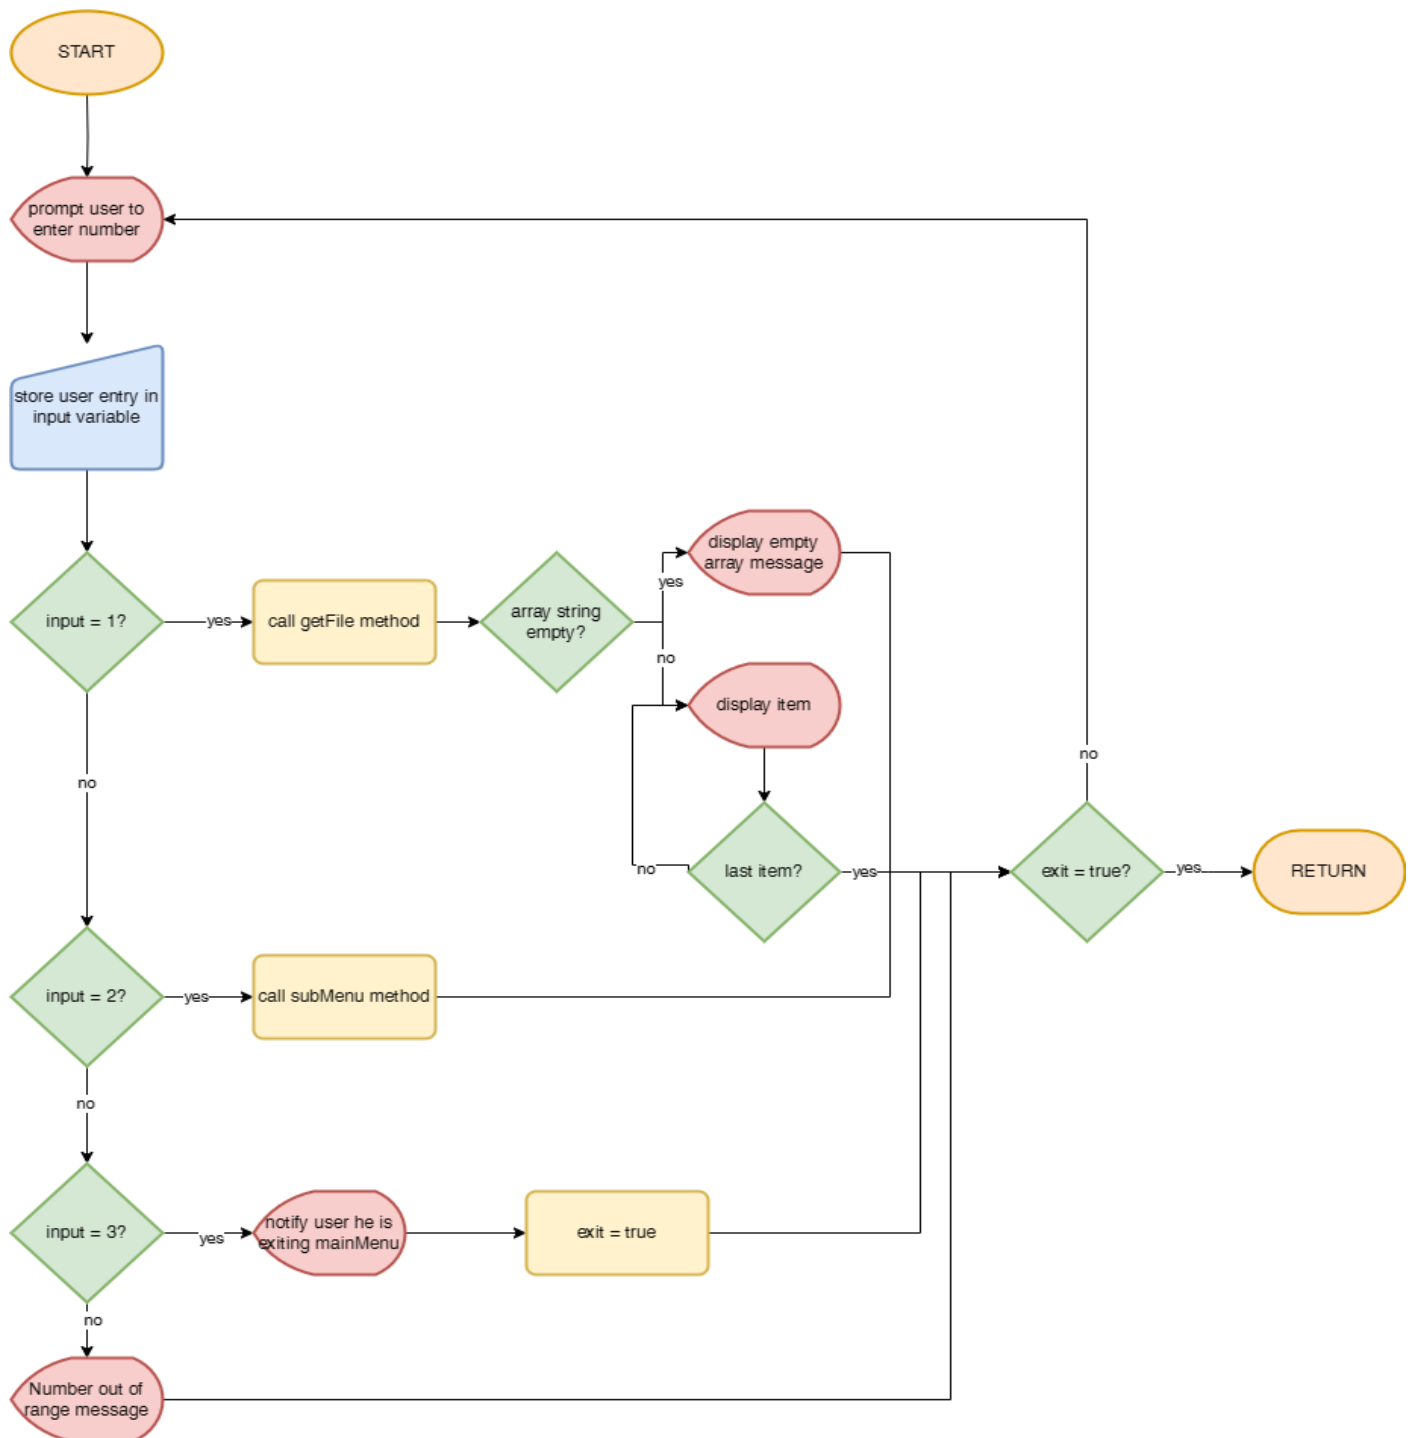 START
prompt user to
enter number
store user entry in
input variable
display empty
array message
yes
input = 1?
yes
call getFile method
array string
empty?
no
display item
no
no
no
last item?
yes
exit = true?
yes
RETURN
input = 2?
yes
call subMenu method
no
input = 3?
yes
notify user he is
exiting mainMenu
exit = true
no
Number out of
range message